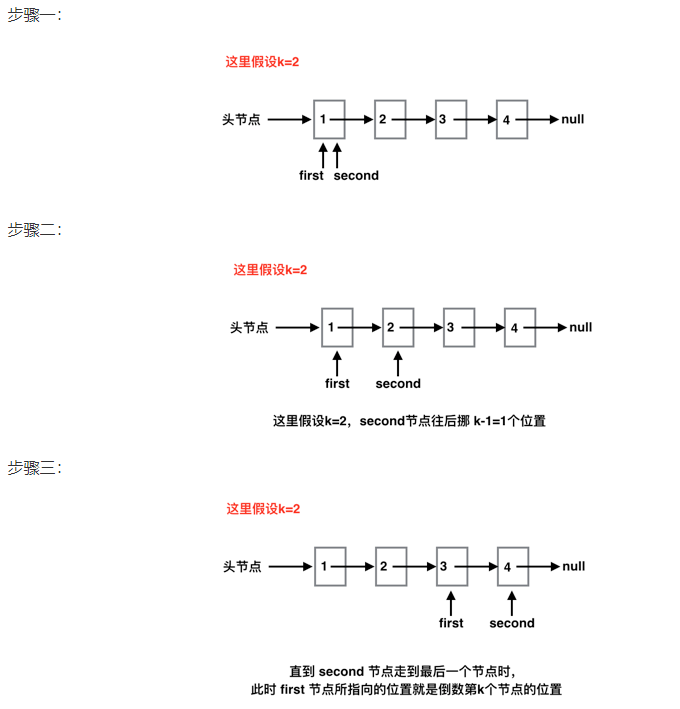 步骤一:
这里假设k=2
头节点 1 2 3 4 null
first second
步骤二:
这里假设k=2
头节点 1 2 3 4 null
first second
这里假设k=2，second节点往后挪 k-1=1个位置
步骤三:
这里假设k=2
头节点 1 2 3 4 null
first second
直到 second 节点走到最后一个节点时，
此时 first 节点所指向的位置就是倒数第k个节点的位置